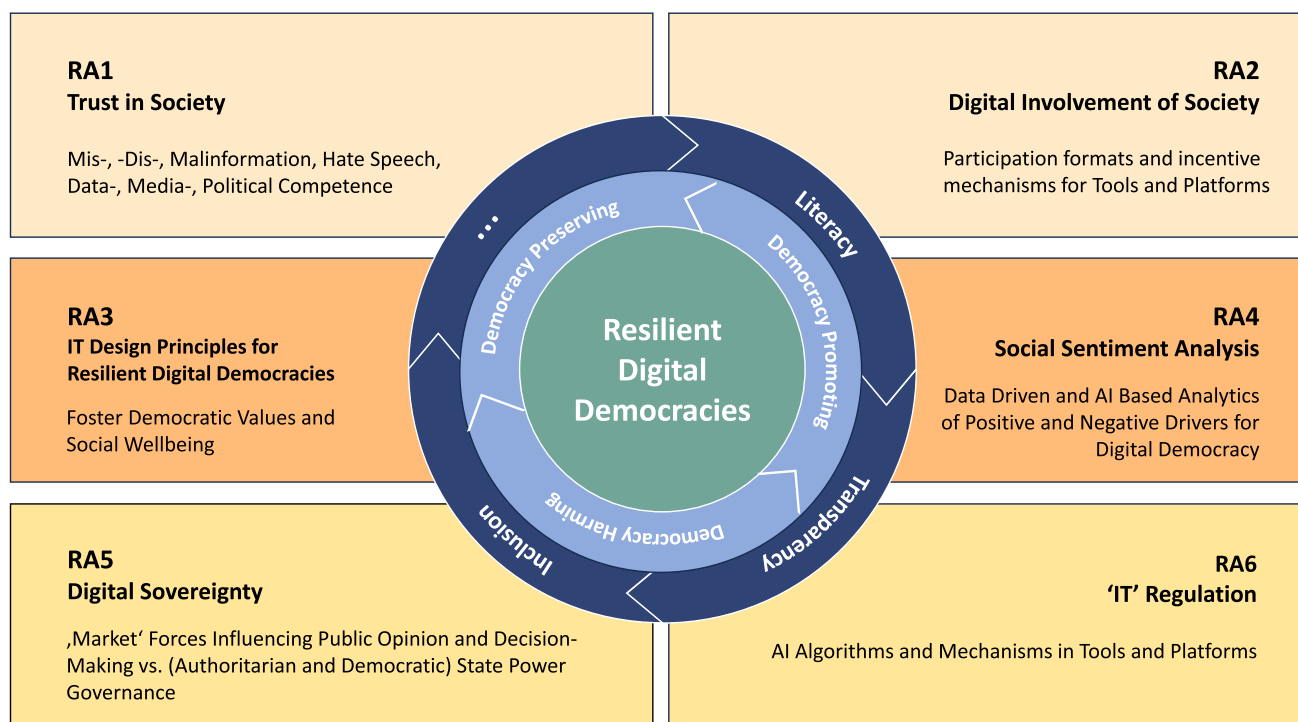 RA1
Trust in Society
Mis-, -Dis-, Malinformation, Hate Speech,
Data-, Media-, Political Competence
RA2
Digital Involvement of Society
Participation formats and incentive
mechanisms for Tools and Platforms
RA3
IT Design Principles for
Resilient Digital Democracies
Foster Democratic Values and
Social Wellbeing
...
Literacy
Transparency
Inclusion
Democracy Preserving
Democracy Promoting
Democracy Harming
Resilient
Digital
Democracies
RA4
Social Sentiment Analysis
Data Driven and AI Based Analytics
of Positive and Negative Drivers for
Digital Democracy
RA5
Digital Sovereignty
‚Market‘ Forces Influencing Public Opinion and Decision-
Making vs. (Authoritarian and Democratic) State Power
Governance
RA6
‘IT’ Regulation
AI Algorithms and Mechanisms in Tools and Platforms